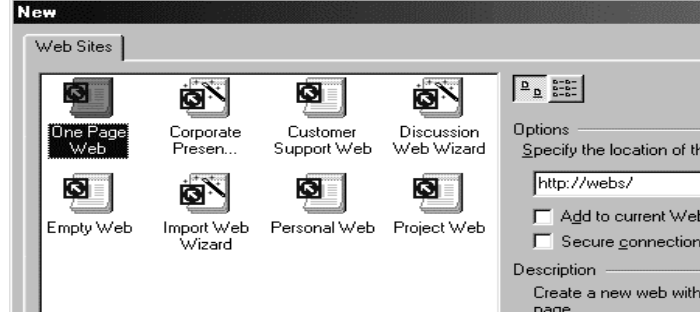 New
Web Sites
One Page Web
Corporate Presen...
Customer Support Web
Discussion Web Wizard
Empty Web
Import Web Wizard
Personal Web
Project Web
Options
Specify the location of th
http://webs/
Add to current Web
Secure connection
Description
Create a new web with
page.